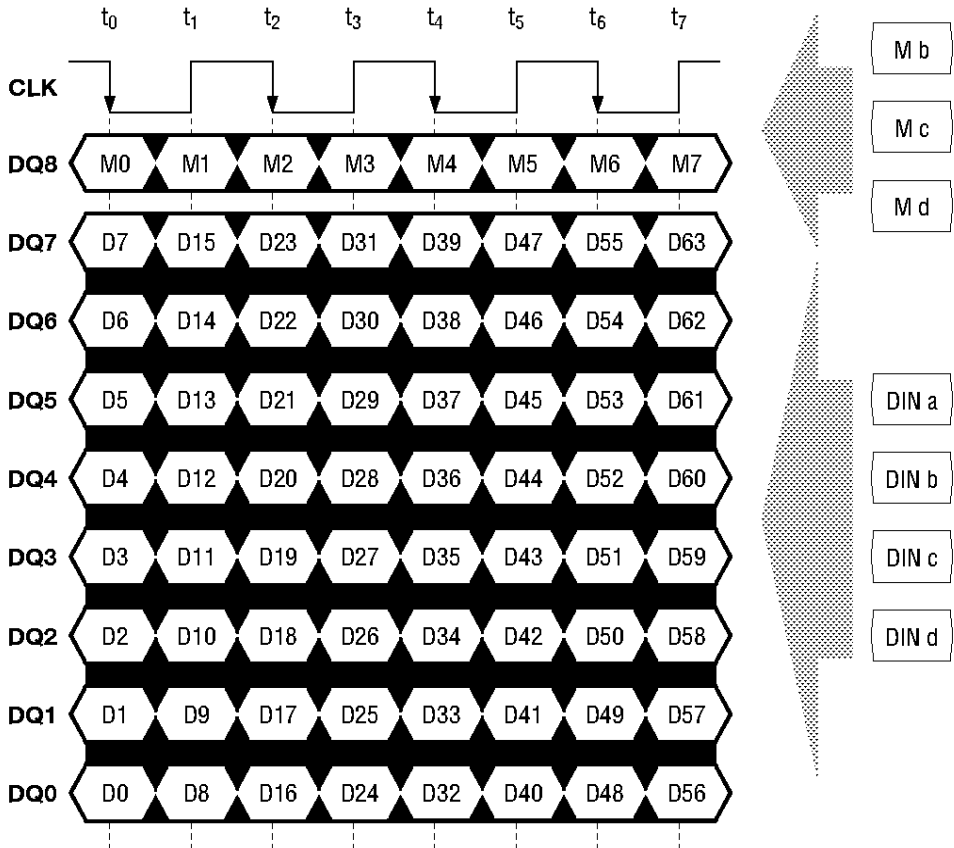 t0 t1 t2 t3 t4 t5 t6 t7
CLK
M b
M c
DQ8 M0 M1 M2 M3 M4 M5 M6 M7
M d
DQ7 D7 D15 D23 D31 D39 D47 D55 D63
DQ6 D6 D14 D22 D30 D38 D46 D54 D62
DQ5 D5 D13 D21 D29 D37 D45 D53 D61 DIN a
DQ4 D4 D12 D20 D28 D36 D44 D52 D60 DIN b
DQ3 D3 D11 D19 D27 D35 D43 D51 D59 DIN c
DQ2 D2 D10 D18 D26 D34 D42 D50 D58 DIN d
DQ1 D1 D9 D17 D25 D33 D41 D49 D57
DQ0 D0 D8 D16 D24 D32 D40 D48 D56